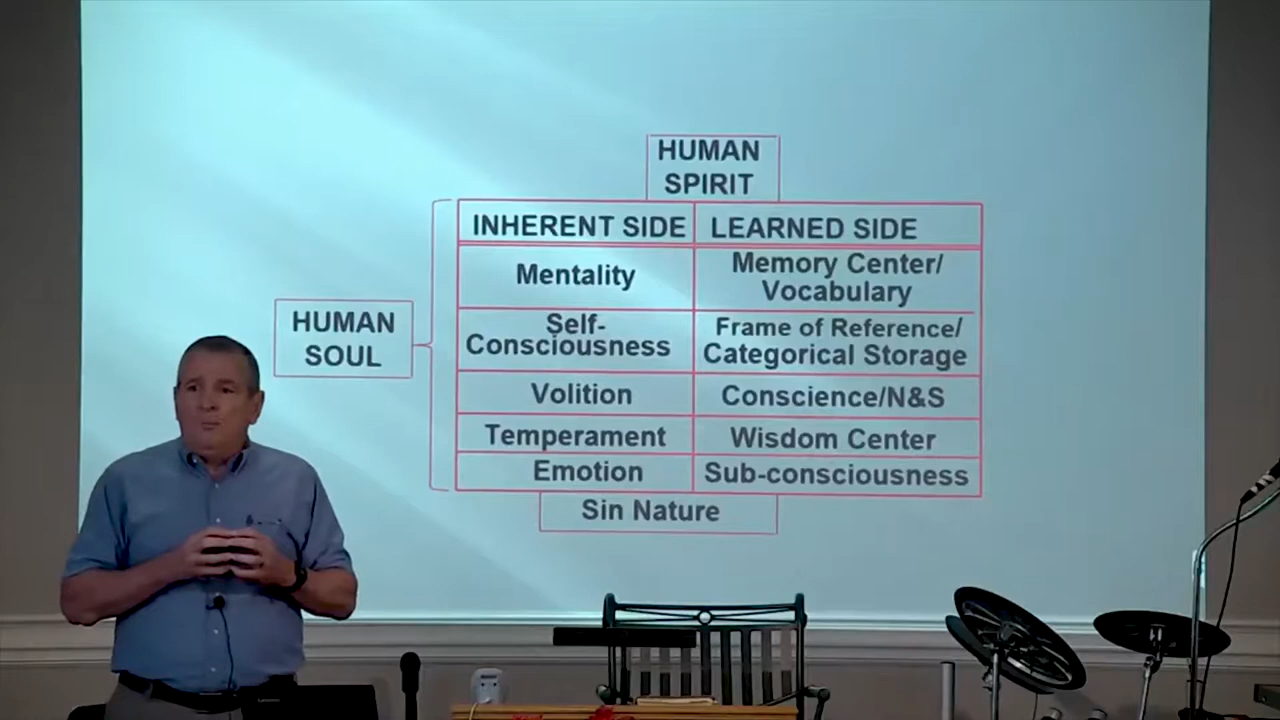 HUMAN
SPIRIT
INHERENT SIDE
LEARNED SIDE
Mentality
Memory Center/
Vocabulary
HUMAN
SOUL
Self-
Consciousness
Frame of Reference/
Categorical Storage
Volition
Conscience/N&S
Temperament
Wisdom Center
Emotion
Sub-consciousness
Sin Nature